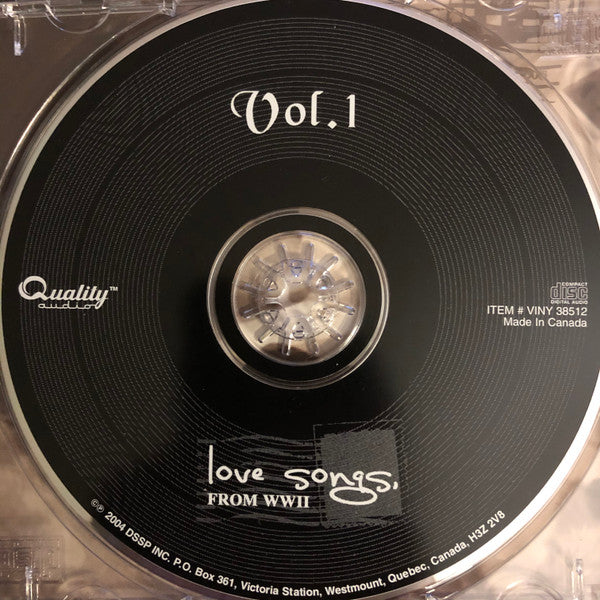 Vol.1
Quality™
audio
COMPACT
disc
DIGITAL AUDIO
ITEM # VINY 38512
Made In Canada
love songs,
FROM WWII
©℗ 2004 DSSP INC. P.O. Box 361, Victoria Station, Westmount, Quebec, Canada, H3Z 2V8